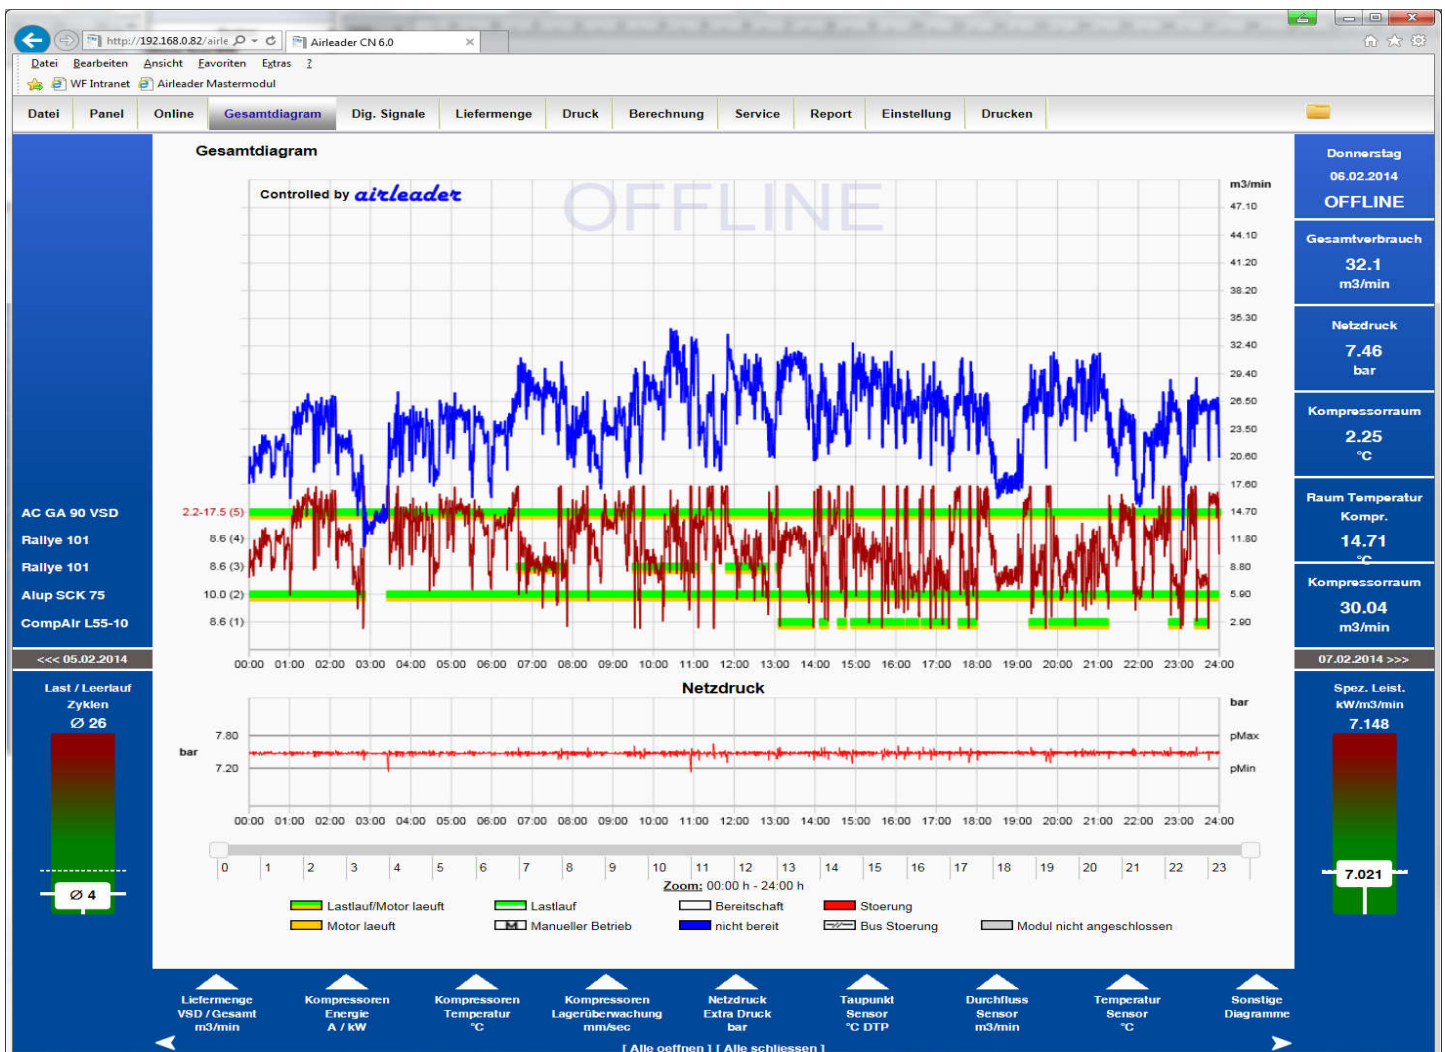 http://192.168.0.82/airle
Airleader CN 6.0
Datei Bearbeiten Ansicht Favoriten Extras ?
WF Intranet Airleader Mastermodul
Datei Panel Online Gesamtdiagram Dig. Signale Liefermenge Druck Berechnung Service Report Einstellung Drucken
Gesamtdiagram
Controlled by airleader
OFFLINE
m3/min
47.10
44.10
41.20
38.20
35.30
32.40
29.40
26.50
23.50
20.60
17.60
14.70
11.80
8.80
5.90
2.90
AC GA 90 VSD 2.2-17.5 (5)
Rallye 101 8.6 (4)
Rallye 101 8.6 (3)
Alup SCK 75 10.0 (2)
CompAir L55-10 8.6 (1)
00:00 01:00 02:00 03:00 04:00 05:00 06:00 07:00 08:00 09:00 10:00 11:00 12:00 13:00 14:00 15:00 16:00 17:00 18:00 19:00 20:00 21:00 22:00 23:00 24:00
Donnerstag
06.02.2014
OFFLINE
Gesamtverbrauch
32.1
m3/min
Netzdruck
7.46
bar
Kompressorraum
2.25
°C
Raum Temperatur
Kompr.
14.71
°C
Kompressorraum
30.04
m3/min
<<< 05.02.2014
07.02.2014 >>>
Last / Leerlauf
Zyklen
Ø 26
Ø 4
Netzdruck
bar
7.80
bar
7.20
pMax
pMin
00:00 01:00 02:00 03:00 04:00 05:00 06:00 07:00 08:00 09:00 10:00 11:00 12:00 13:00 14:00 15:00 16:00 17:00 18:00 19:00 20:00 21:00 22:00 23:00 24:00
Spez. Leist.
kW/m3/min
7.148
7.021
0 1 2 3 4 5 6 7 8 9 10 11 12 13 14 15 16 17 18 19 20 21 22 23
Zoom: 00:00 h - 24:00 h
Lastlauf/Motor laeuft Lastlauf Bereitschaft Stoerung
Motor laeuft M Manueller Betrieb nicht bereit Bus Stoerung Modul nicht angeschlossen
Liefermenge
VSD / Gesamt
m3/min
Kompressoren
Energie
A / kW
Kompressoren
Temperatur
°C
Kompressoren
Lagerüberwachung
mm/sec
Netzdruck
Extra Druck
bar
Taupunkt
Sensor
°C DTP
Durchfluss
Sensor
m3/min
Temperatur
Sensor
°C
Sonstige
Diagramme
[ Alle oeffnen ] [ Alle schliessen ]